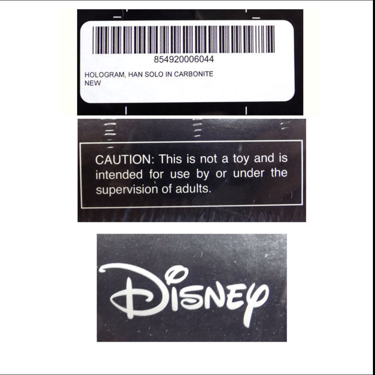 854920006044
HOLOGRAM, HAN SOLO IN CARBONITE
NEW
CAUTION: This is not a toy and is
intended for use by or under the
supervision of adults.
Disney